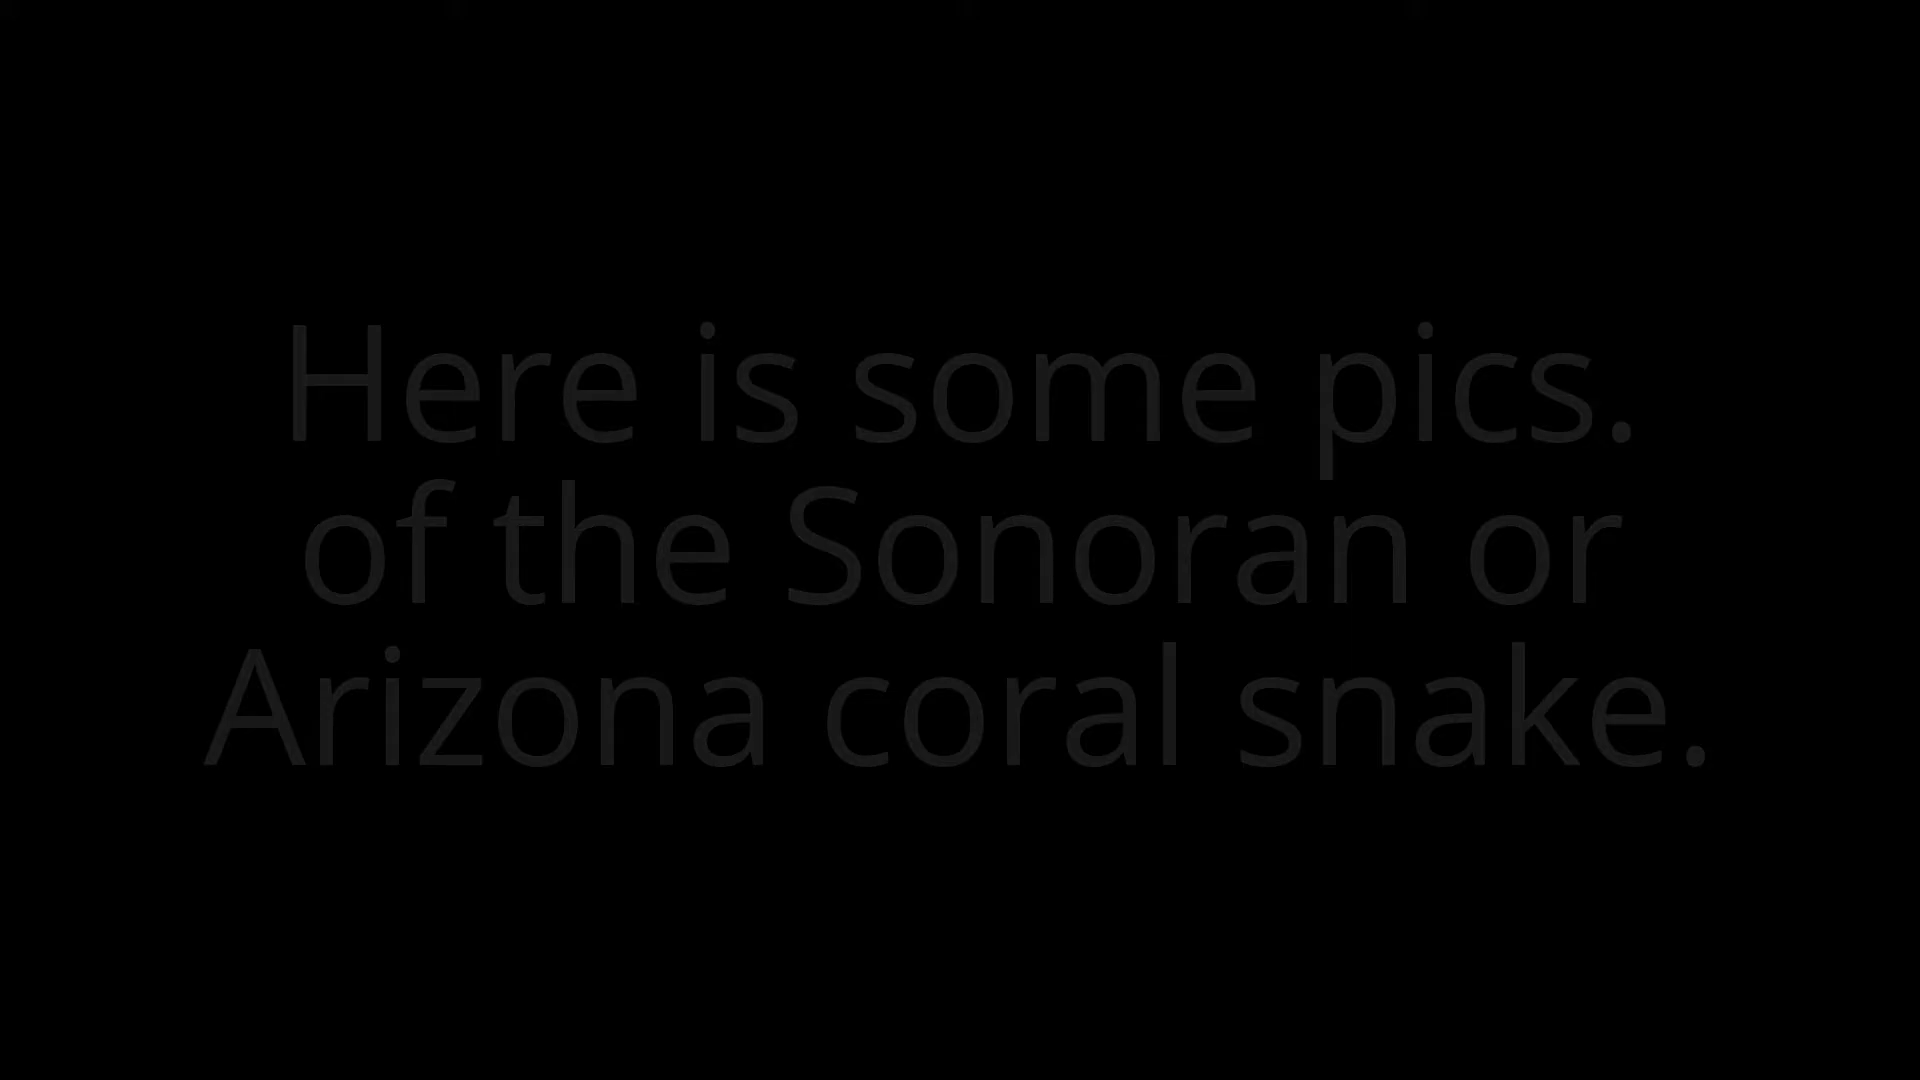 Here is some pics.
of the Sonoran or
Arizona coral snake.